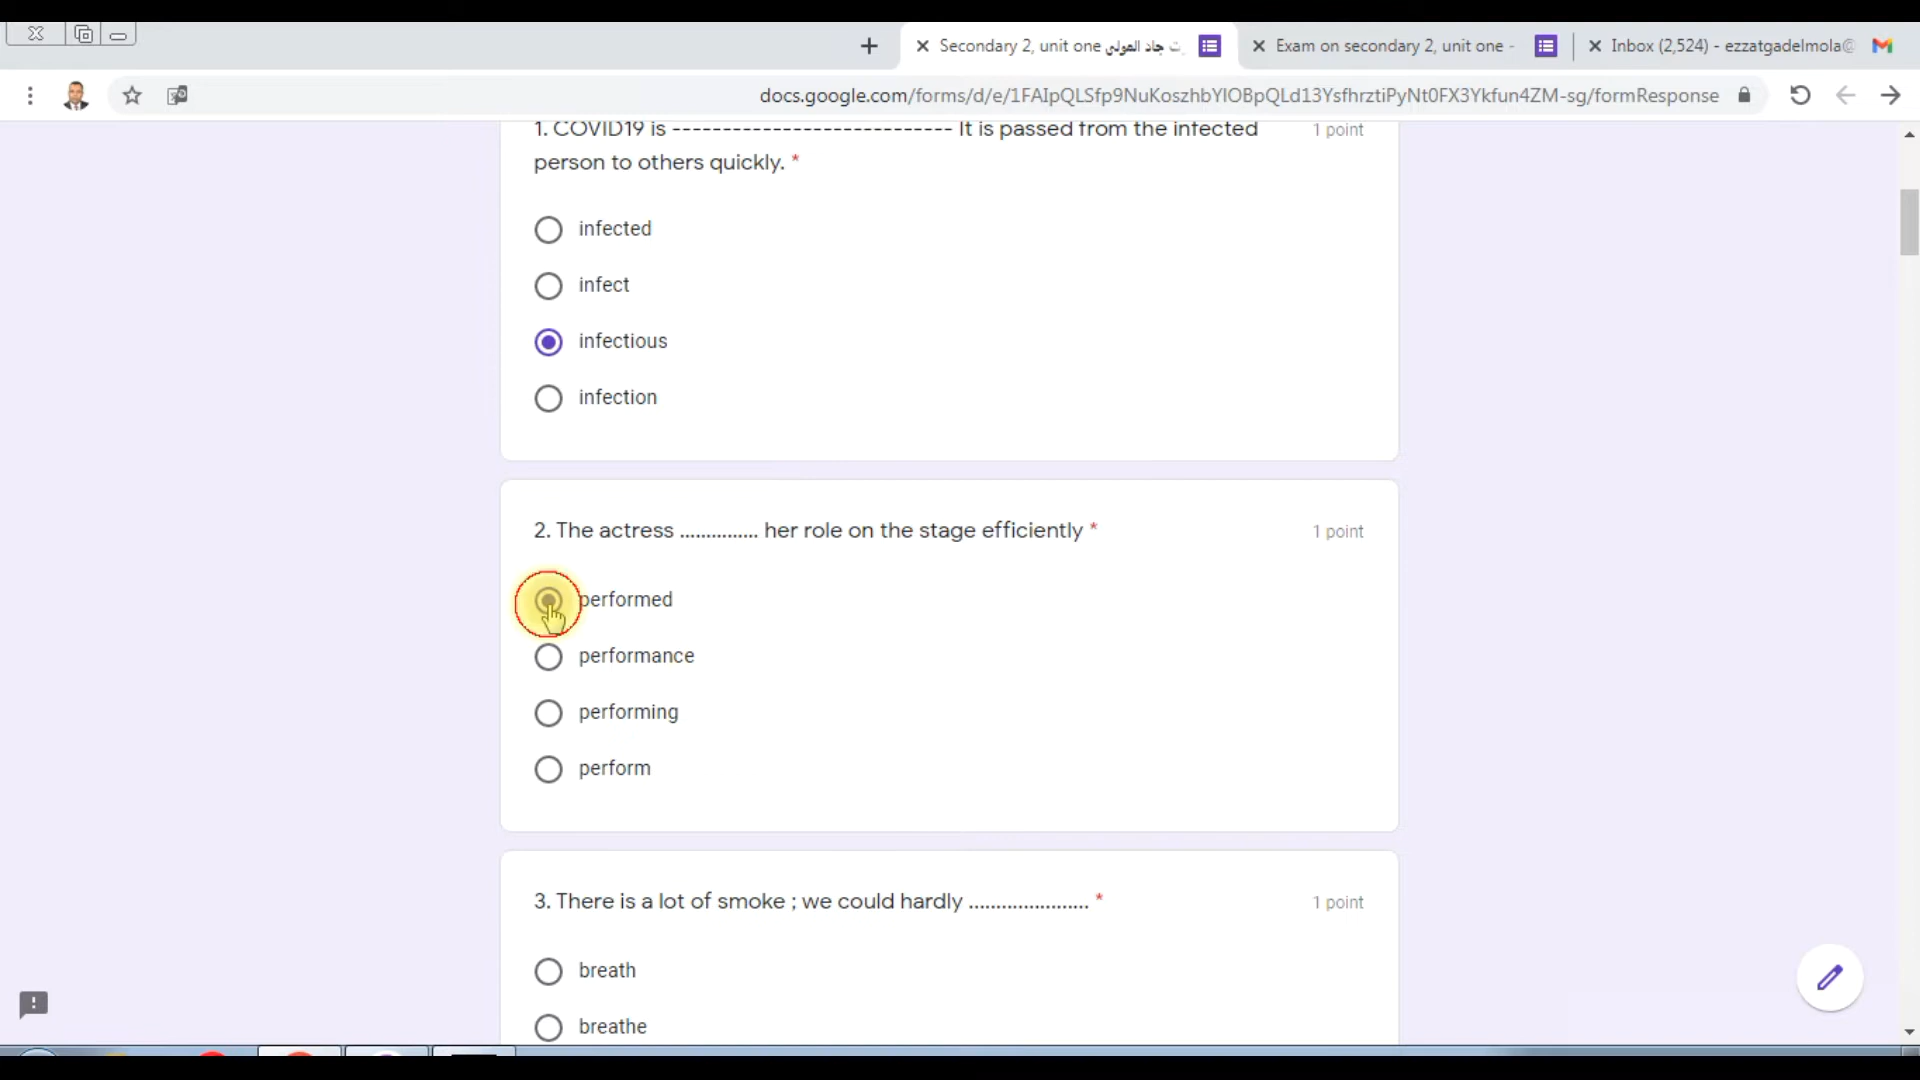 Secondary 2, unit one ت جاد المولى
Exam on secondary 2, unit one -
Inbox (2,524) - ezzatgadelmola@
docs.google.com/forms/d/e/1FAIpQLSfp9NuKoszhbYlOBpQLd13YsfhrztiPyNt0FX3Ykfun4ZM-sg/formResponse
1. COVID19 is ---------------------------- It is passed from the infected
1 point
person to others quickly. *
infected
infect
infectious
infection
2. The actress ............... her role on the stage efficiently *
1 point
performed
performance
performing
perform
3. There is a lot of smoke ; we could hardly ....................... *
1 point
breath
breathe